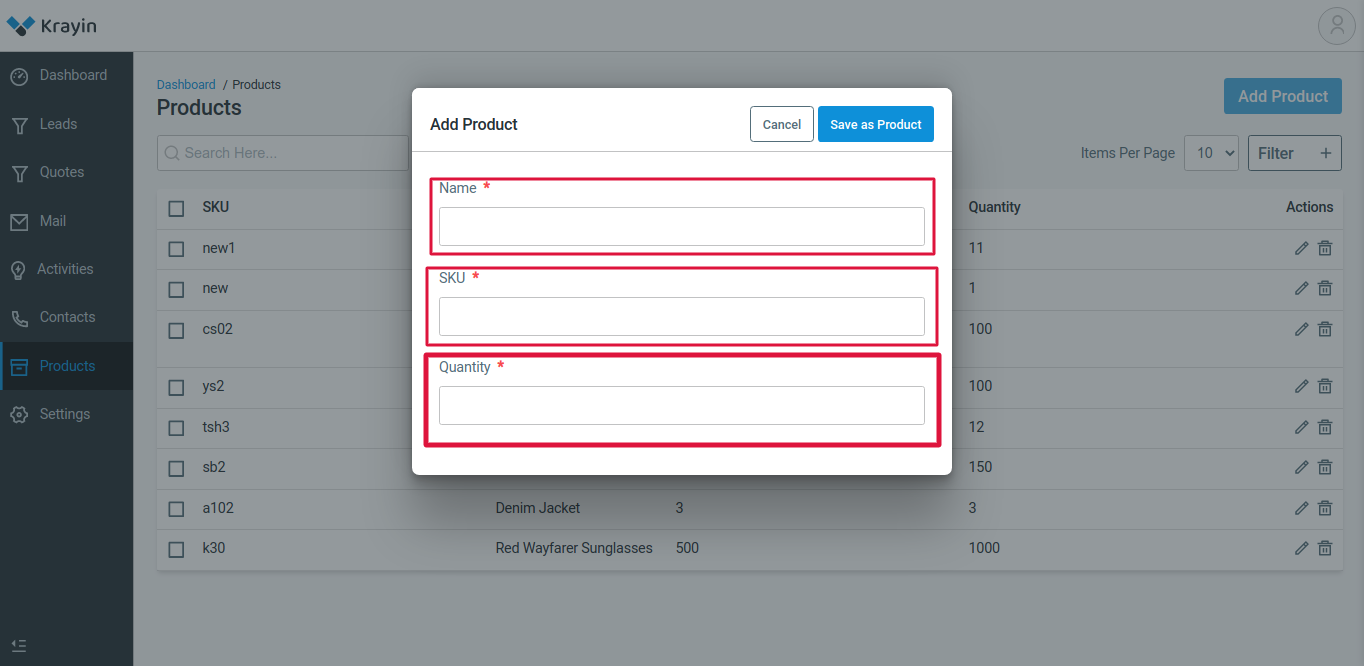 Krayin
Dashboard
Leads
Quotes
Mail
Activities
Contacts
Products
Settings
Dashboard / Products
Products
Add Product
Search Here...
Items Per Page 10 Filter +
SKU Quantity Actions
new1 11
new 1
cs02 100
ys2 100
tsh3 12
sb2 150
a102 Denim Jacket 3 3
k30 Red Wayfarer Sunglasses 500 1000
Add Product Cancel Save as Product
Name *
SKU *
Quantity *